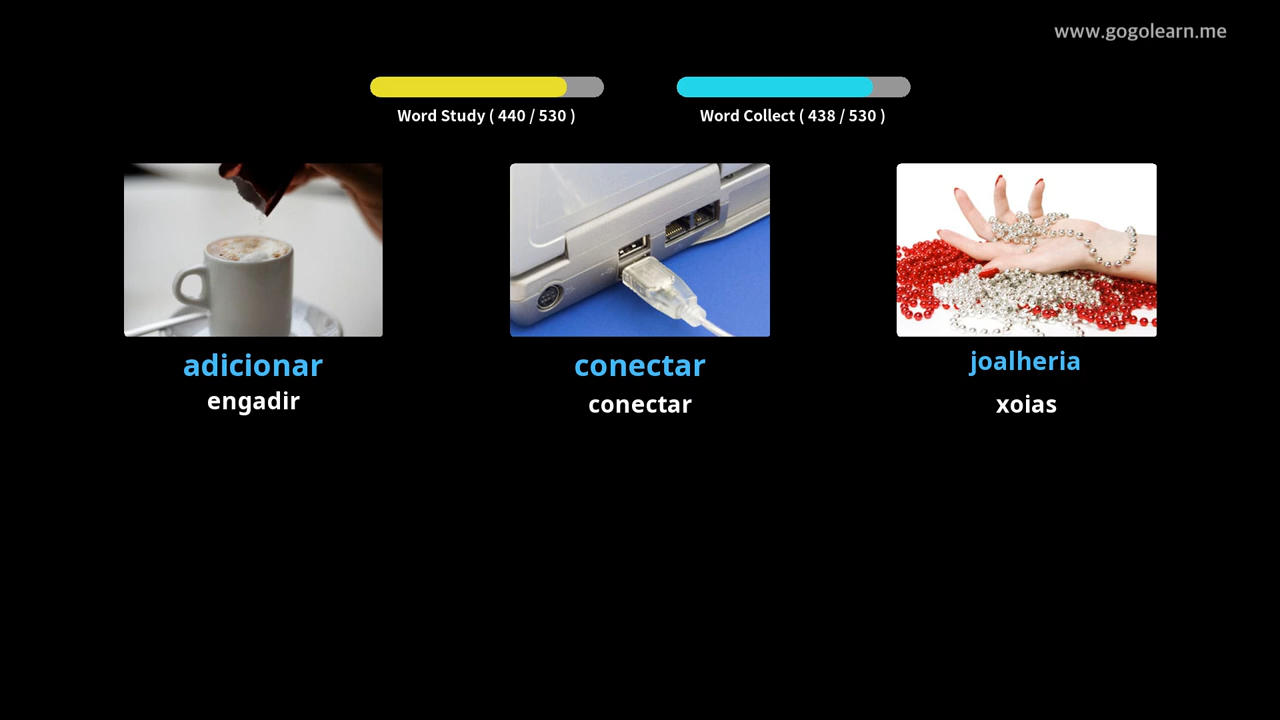 www.gogolearn.me
Word Study ( 440 / 530 )
Word Collect ( 438 / 530 )
adicionar
engadir
conectar
conectar
joalheria
xoias